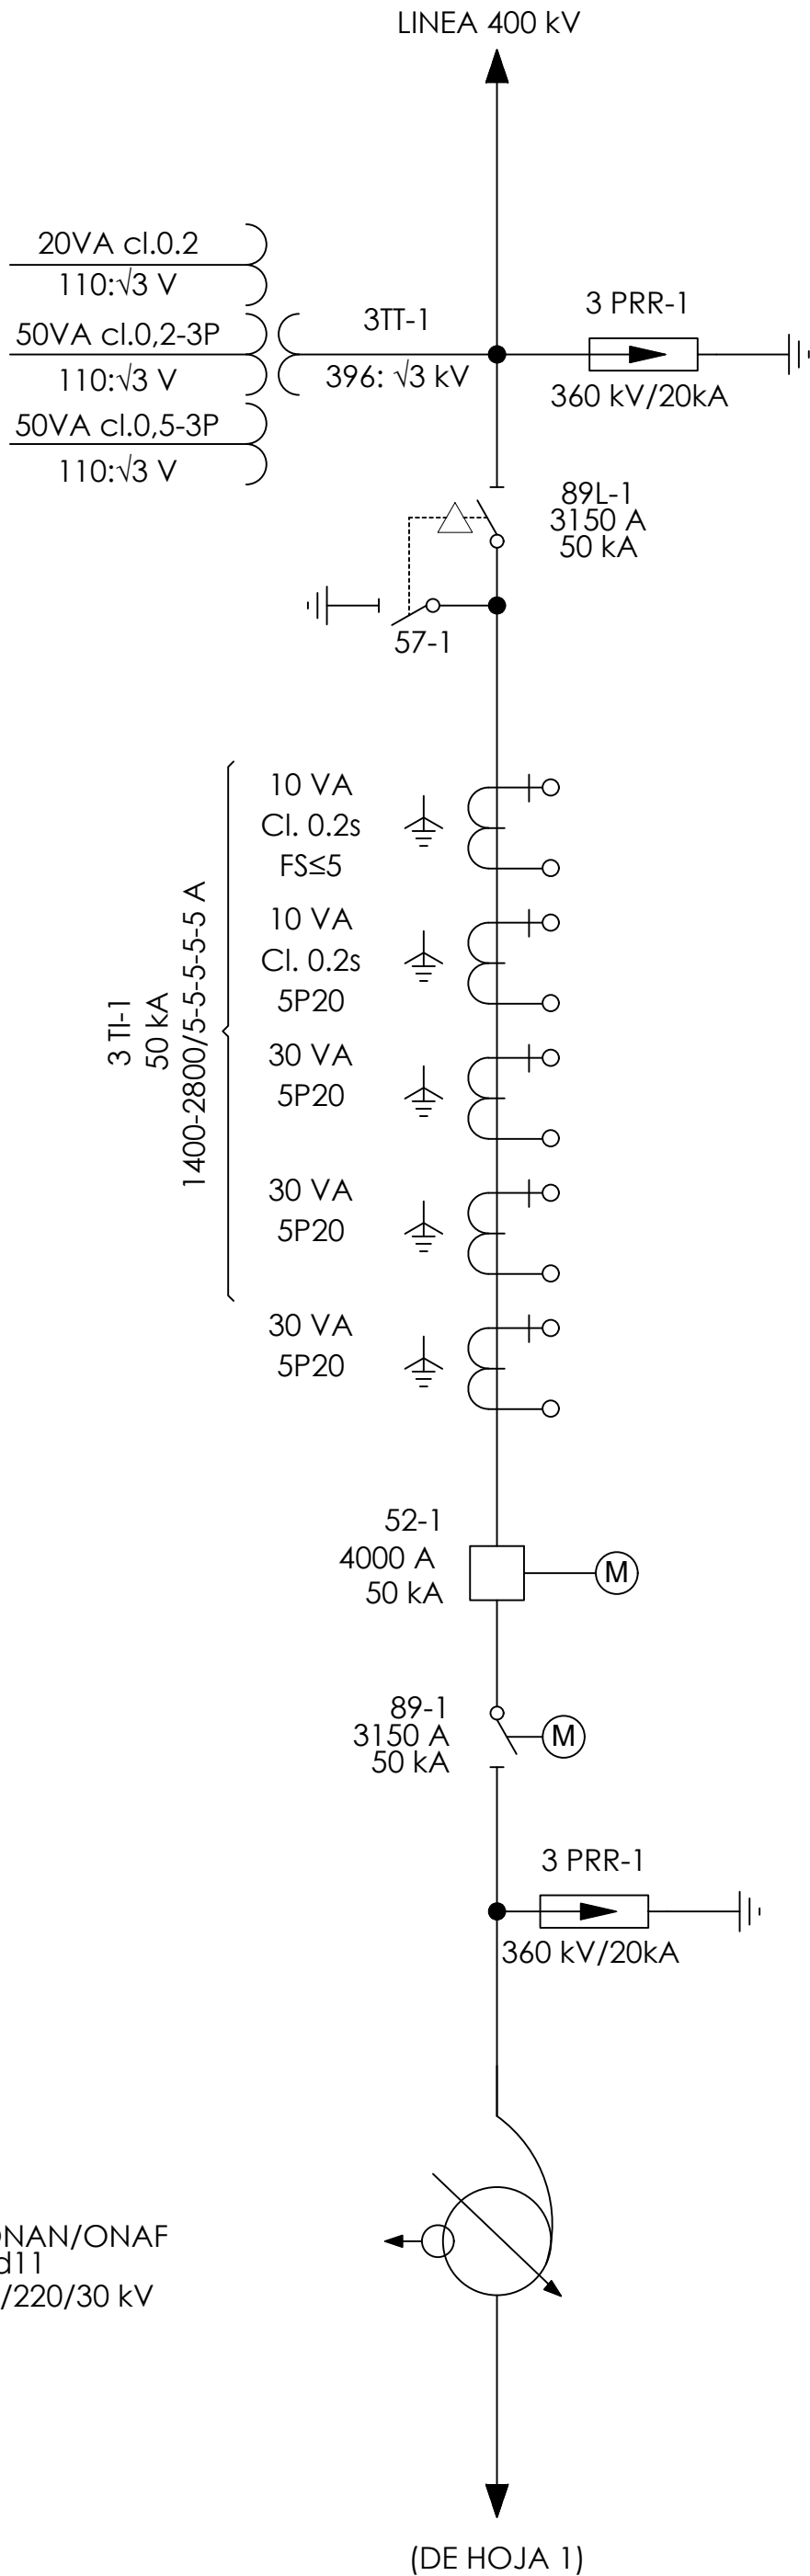 LINEA 400 kV
20VA cl.0.2
110:√3 V
50VA cl.0,2-3P
110:√3 V
50VA cl.0,5-3P
110:√3 V
3TT-1
396: √3 kV
3 PRR-1
360 kV/20kA
89L-1
3150 A
50 kA
57-1
3 TI-1
50 kA
1400-2800/5-5-5-5-5 A
10 VA
Cl. 0.2s
FS≤5
10 VA
Cl. 0.2s
5P20
30 VA
5P20
30 VA
5P20
30 VA
5P20
52-1
4000 A
50 kA
M
89-1
3150 A
50 kA
M
3 PRR-1
360 kV/20kA
ONAN/ONAF
d11
/220/30 kV
(DE HOJA 1)